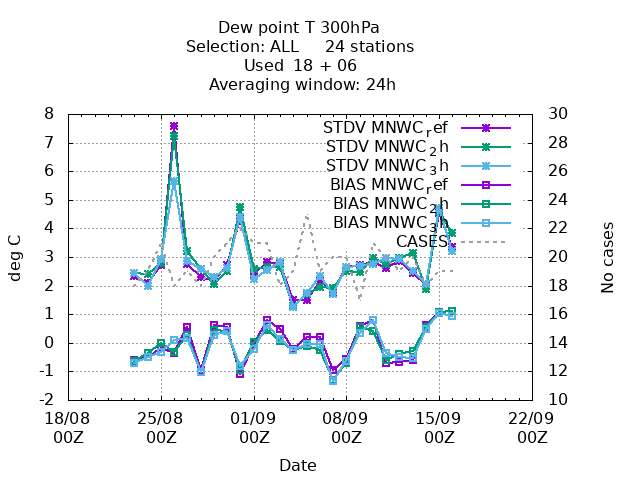 Dew point T 300hPa
Selection: ALL     24 stations
Used  18 + 06
Averaging window: 24h
STDV MNWC_ref
STDV MNWC_2h
STDV MNWC_3h
BIAS MNWC_ref
BIAS MNWC_2h
BIAS MNWC_3h
CASES
8
7
6
5
4
3
2
1
0
-1
-2
deg C
30
28
26
24
22
20
18
16
14
12
10
No cases
18/08 25/08 01/09 08/09 15/09 22/09
00Z 00Z 00Z 00Z 00Z 00Z
Date